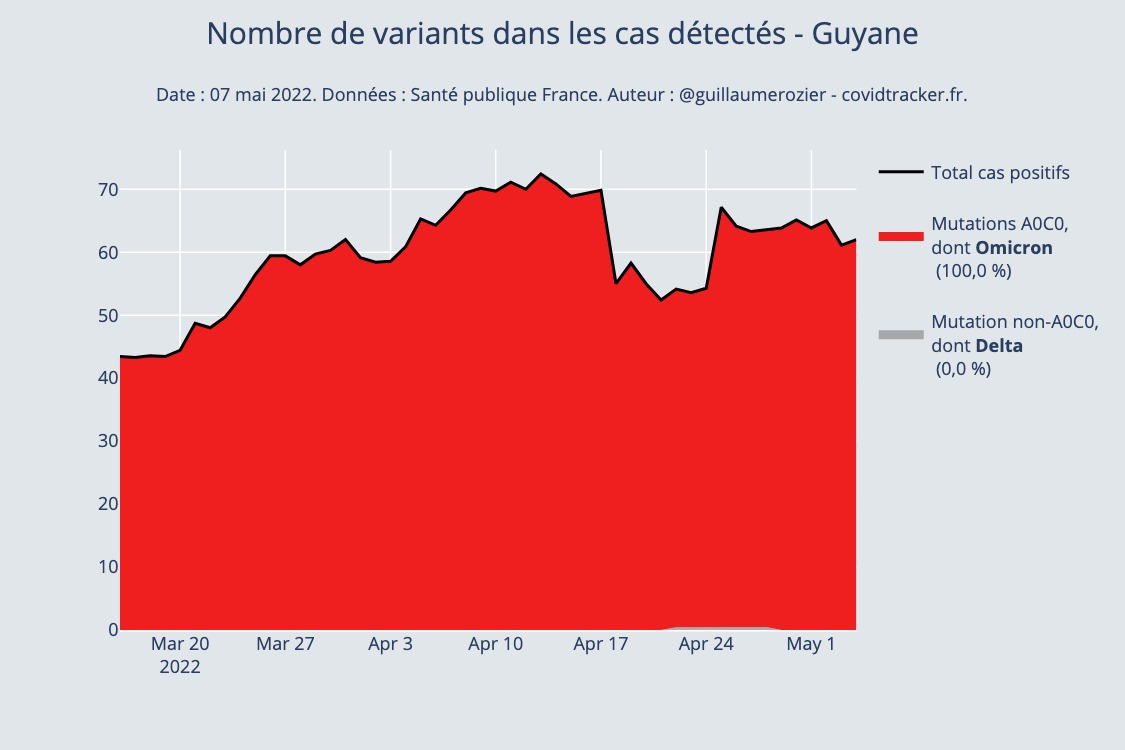 Nombre de variants dans les cas détectés - Guyane
Date : 07 mai 2022. Données : Santé publique France. Auteur : @guillaumerozier - covidtracker.fr.
70
60
50
40
30
20
10
0
Mar 20
2022
Mar 27
Apr 3
Apr 10
Apr 17
Apr 24
May 1
Total cas positifs
Mutations A0C0,
dont Omicron
(100,0 %)
Mutation non-A0C0,
dont Delta
(0,0 %)